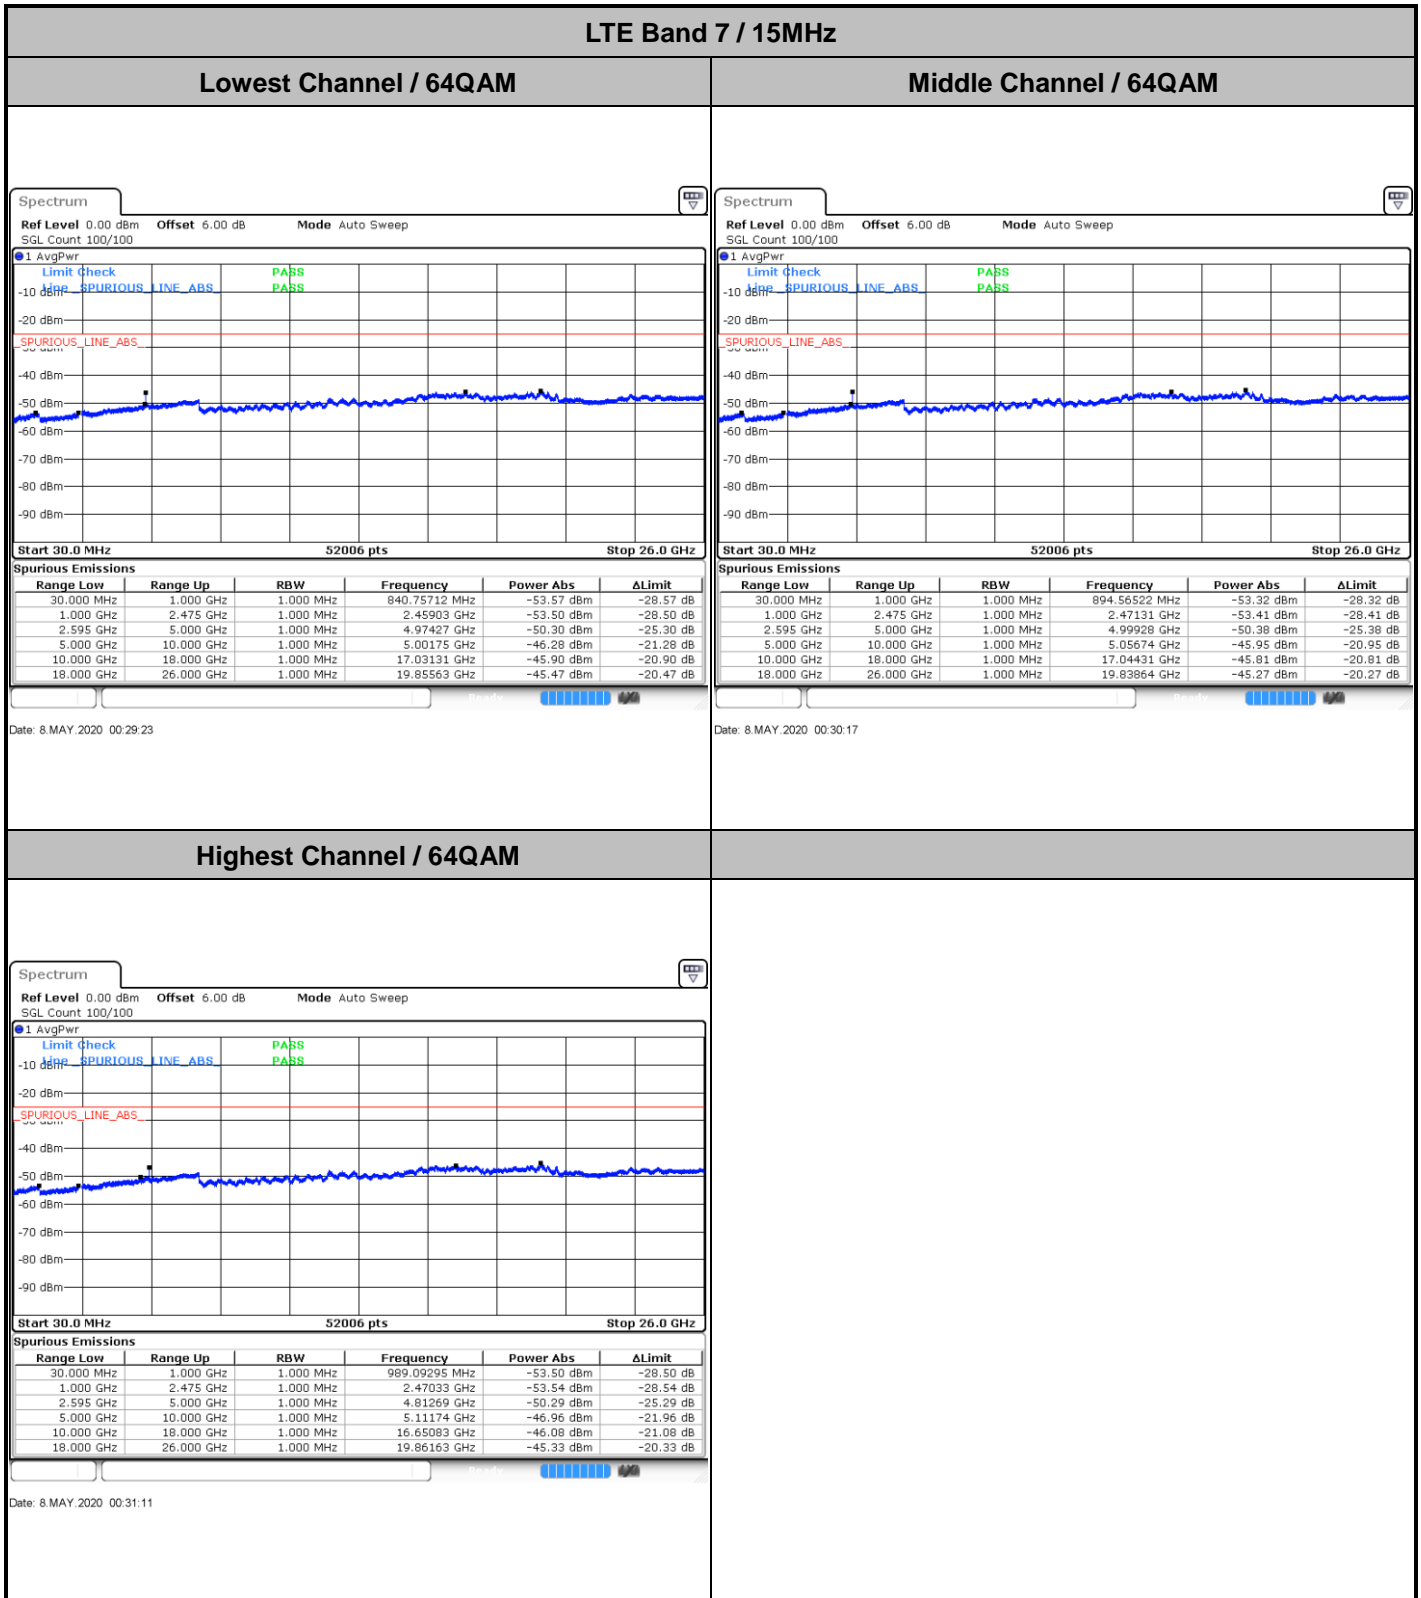 LTE Band 7 / 15MHz
Lowest Channel / 64QAM
Middle Channel / 64QAM
Spectrum
Ref Level 0.00 dBm Offset 6.00 dB Mode Auto Sweep
SGL Count 100/100
1 AvgPwr
Limit Check PASS
Line _SPURIOUS_LINE_ABS_ PASS
-10 dBm
-20 dBm
_SPURIOUS_LINE_ABS_
-30 dBm
-40 dBm
-50 dBm
-60 dBm
-70 dBm
-80 dBm
-90 dBm
Start 30.0 MHz 52006 pts Stop 26.0 GHz
Spurious Emissions
Range Low Range Up RBW Frequency Power Abs ΔLimit
30.000 MHz 1.000 GHz 1.000 MHz 840.75712 MHz -53.57 dBm -28.57 dB
1.000 GHz 2.475 GHz 1.000 MHz 2.45903 GHz -53.50 dBm -28.50 dB
2.595 GHz 5.000 GHz 1.000 MHz 4.97427 GHz -50.30 dBm -25.30 dB
5.000 GHz 10.000 GHz 1.000 MHz 5.00175 GHz -46.28 dBm -21.28 dB
10.000 GHz 18.000 GHz 1.000 MHz 17.03131 GHz -45.90 dBm -20.90 dB
18.000 GHz 26.000 GHz 1.000 MHz 19.85563 GHz -45.47 dBm -20.47 dB
Ready
Date: 8.MAY.2020 00:29:23
Spectrum
Ref Level 0.00 dBm Offset 6.00 dB Mode Auto Sweep
SGL Count 100/100
1 AvgPwr
Limit Check PASS
Line _SPURIOUS_LINE_ABS_ PASS
-10 dBm
-20 dBm
_SPURIOUS_LINE_ABS_
-30 dBm
-40 dBm
-50 dBm
-60 dBm
-70 dBm
-80 dBm
-90 dBm
Start 30.0 MHz 52006 pts Stop 26.0 GHz
Spurious Emissions
Range Low Range Up RBW Frequency Power Abs ΔLimit
30.000 MHz 1.000 GHz 1.000 MHz 894.56522 MHz -53.32 dBm -28.32 dB
1.000 GHz 2.475 GHz 1.000 MHz 2.47131 GHz -53.41 dBm -28.41 dB
2.595 GHz 5.000 GHz 1.000 MHz 4.99928 GHz -50.38 dBm -25.38 dB
5.000 GHz 10.000 GHz 1.000 MHz 5.05674 GHz -45.95 dBm -20.95 dB
10.000 GHz 18.000 GHz 1.000 MHz 17.04431 GHz -45.81 dBm -20.81 dB
18.000 GHz 26.000 GHz 1.000 MHz 19.83864 GHz -45.27 dBm -20.27 dB
Ready
Date: 8.MAY.2020 00:30:17
Highest Channel / 64QAM
Spectrum
Ref Level 0.00 dBm Offset 6.00 dB Mode Auto Sweep
SGL Count 100/100
1 AvgPwr
Limit Check PASS
Line _SPURIOUS_LINE_ABS_ PASS
-10 dBm
-20 dBm
_SPURIOUS_LINE_ABS_
-30 dBm
-40 dBm
-50 dBm
-60 dBm
-70 dBm
-80 dBm
-90 dBm
Start 30.0 MHz 52006 pts Stop 26.0 GHz
Spurious Emissions
Range Low Range Up RBW Frequency Power Abs ΔLimit
30.000 MHz 1.000 GHz 1.000 MHz 989.09295 MHz -53.50 dBm -28.50 dB
1.000 GHz 2.475 GHz 1.000 MHz 2.47033 GHz -53.54 dBm -28.54 dB
2.595 GHz 5.000 GHz 1.000 MHz 4.81269 GHz -50.29 dBm -25.29 dB
5.000 GHz 10.000 GHz 1.000 MHz 5.11174 GHz -46.96 dBm -21.96 dB
10.000 GHz 18.000 GHz 1.000 MHz 16.65083 GHz -46.08 dBm -21.08 dB
18.000 GHz 26.000 GHz 1.000 MHz 19.86163 GHz -45.33 dBm -20.33 dB
Ready
Date: 8.MAY.2020 00:31:11